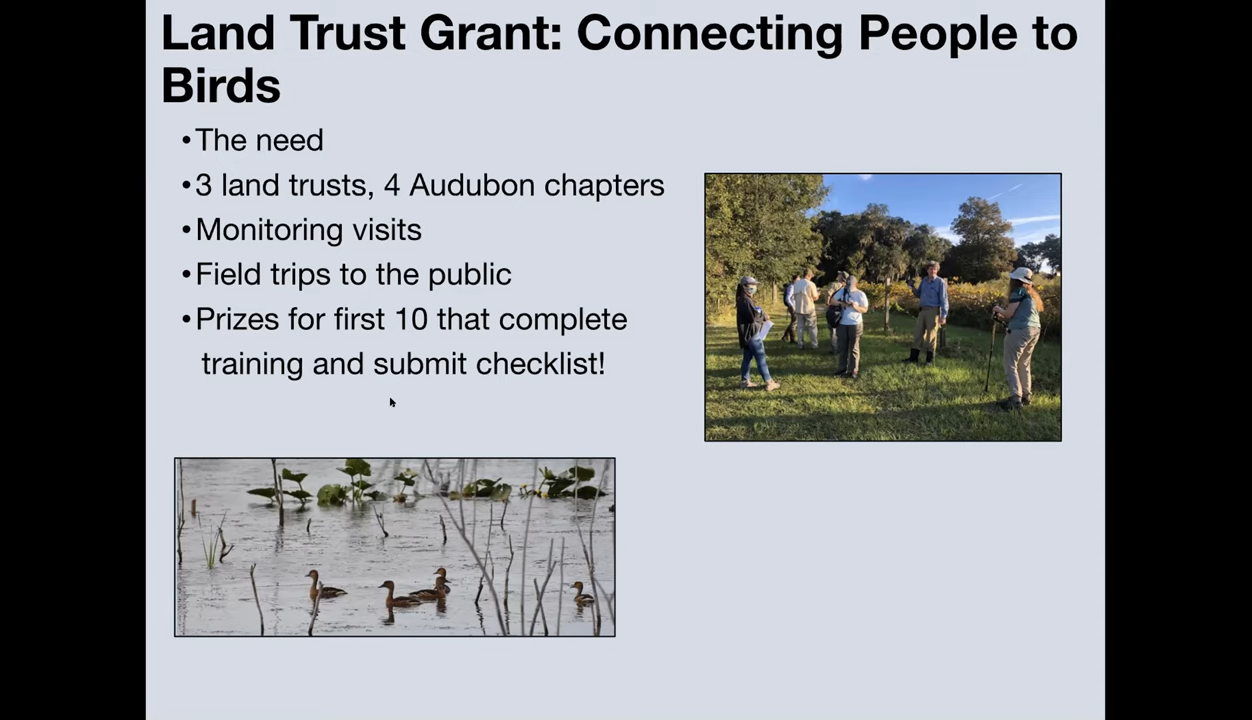 Land Trust Grant: Connecting People to
Birds
•The need
•3 land trusts, 4 Audubon chapters
•Monitoring visits
•Field trips to the public
•Prizes for first 10 that complete
training and submit checklist!